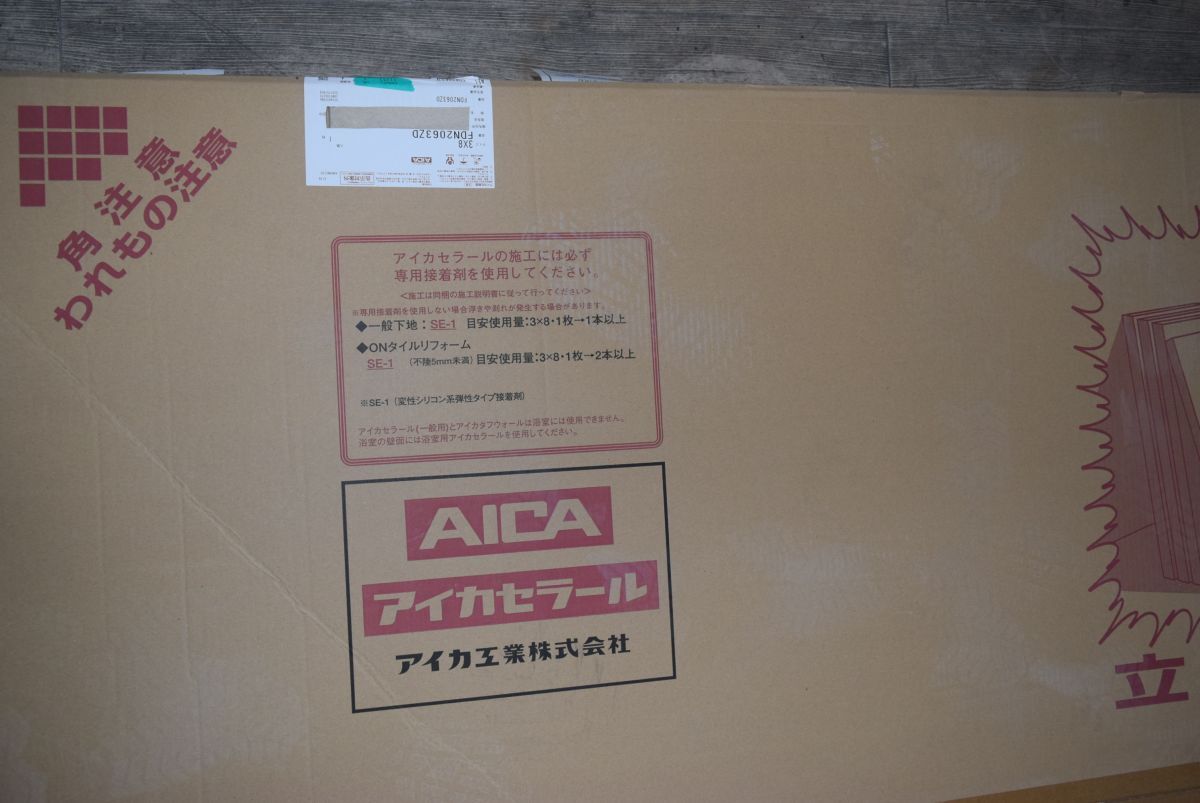 角注意
われもの注意
FDN2063ZD
FDN2063ZD
3X8
AICA
アイカセラールの施工には必ず
専用接着剤を使用してください。
＜施工は同梱の施工説明書に従って行ってください＞
※専用接着剤を使用しない場合浮きや割れが発生する場合があります。
◆一般下地：SE-1 目安使用量：3×8・1枚→1本以上
◆ONタイルリフォーム
SE-1 （不陸5mm未満）目安使用量：3×8・1枚→2本以上
※SE-1（変性シリコン系弾性タイプ接着剤）
アイカセラール(一般用)とアイカタフウォールは浴室には使用できません。
浴室の壁面には浴室用アイカセラールを使用してください。
AICA
アイカセラール
アイカ工業株式会社
立